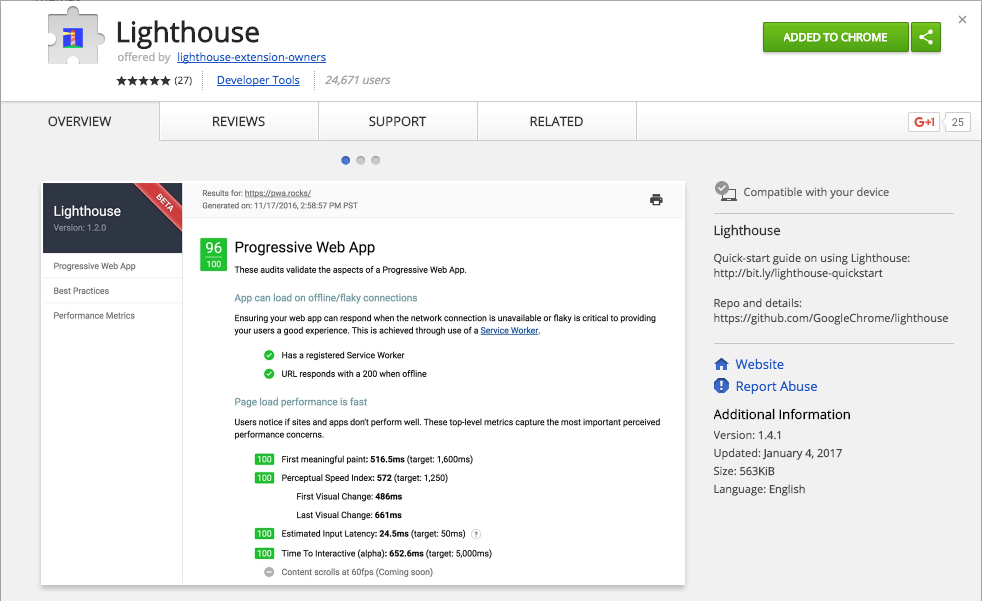 Lighthouse
offered by lighthouse-extension-owners
ADDED TO CHROME
(27) Developer Tools 24,671 users
OVERVIEW REVIEWS SUPPORT RELATED
G+1 25
Lighthouse
Version: 1.2.0
BETA
Progressive Web App
Best Practices
Performance Metrics
Results for: https://pwa.rocks/
Generated on: 11/17/2016, 2:58:57 PM PST
96
100
Progressive Web App
These audits validate the aspects of a Progressive Web App.
App can load on offline/flaky connections
Ensuring your web app can respond when the network connection is unavailable or flaky is critical to providing
your users a good experience. This is achieved through use of a Service Worker.
Has a registered Service Worker
URL responds with a 200 when offline
Page load performance is fast
Users notice if sites and apps don't perform well. These top-level metrics capture the most important perceived
performance concerns.
100 First meaningful paint: 516.5ms (target: 1,600ms)
100 Perceptual Speed Index: 572 (target: 1,250)
First Visual Change: 486ms
Last Visual Change: 661ms
100 Estimated Input Latency: 24.5ms (target: 50ms) ?
100 Time To Interactive (alpha): 652.6ms (target: 5,000ms)
Content scrolls at 60fps (Coming soon)
Compatible with your device
Lighthouse
Quick-start guide on using Lighthouse:
http://bit.ly/lighthouse-quickstart
Repo and details:
https://github.com/GoogleChrome/lighthouse
Website
Report Abuse
Additional Information
Version: 1.4.1
Updated: January 4, 2017
Size: 563KiB
Language: English